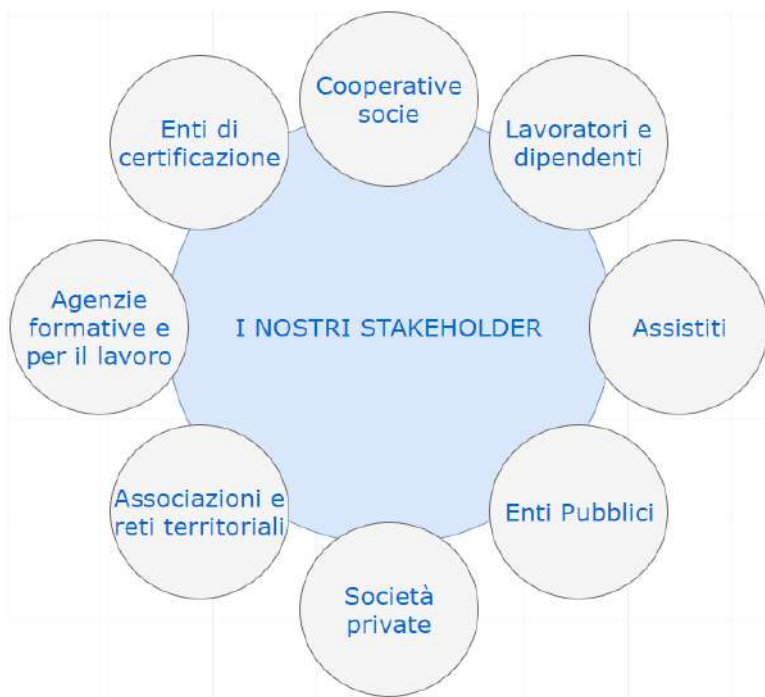 Cooperative
socie
Lavoratori e
dipendenti
Assistiti
Enti Pubblici
Società
private
Associazioni e
reti territoriali
Agenzie
formative e
per il lavoro
Enti di
certificazione
I NOSTRI STAKEHOLDER